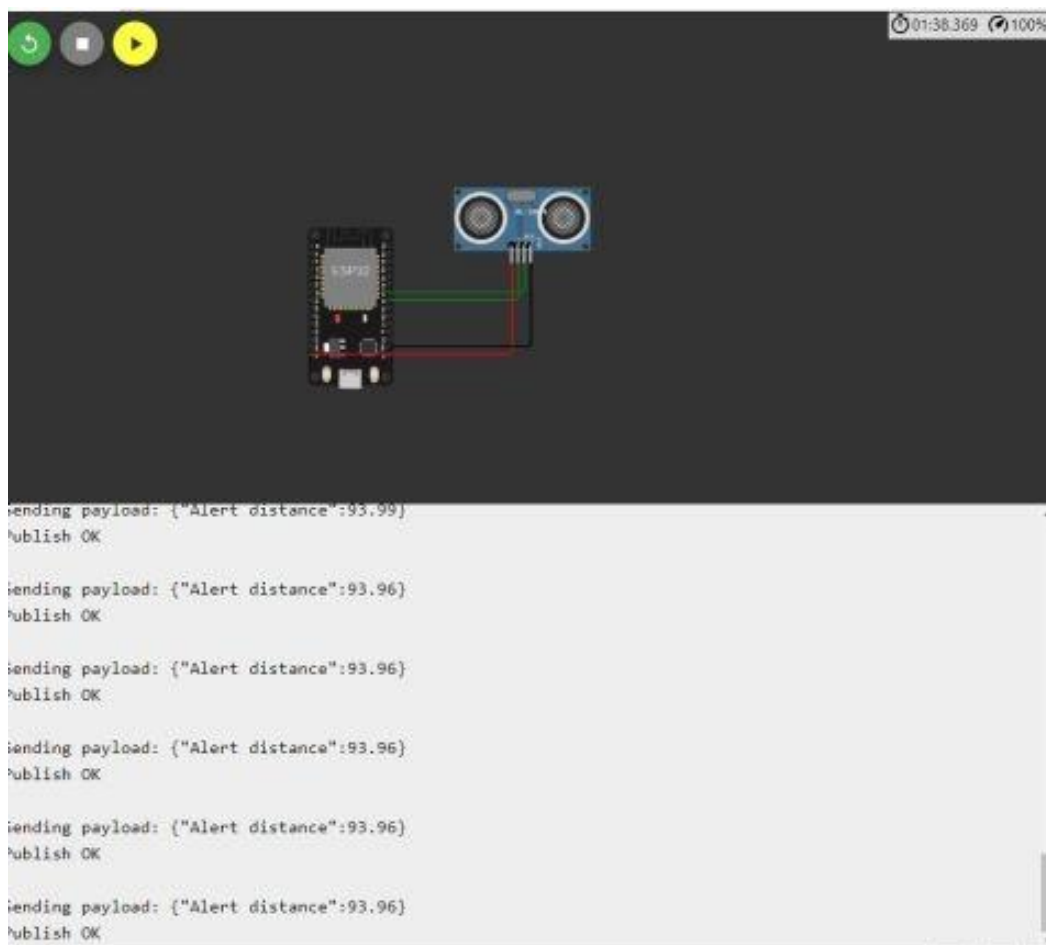 01:38.369 100%
ESP32
ending payload: {"Alert distance":93.99}
ublish OK
ending payload: {"Alert distance":93.96}
ublish OK
ending payload: {"Alert distance":93.96}
ublish OK
ending payload: {"Alert distance":93.96}
ublish OK
ending payload: {"Alert distance":93.96}
ublish OK
ending payload: {"Alert distance":93.96}
ublish OK